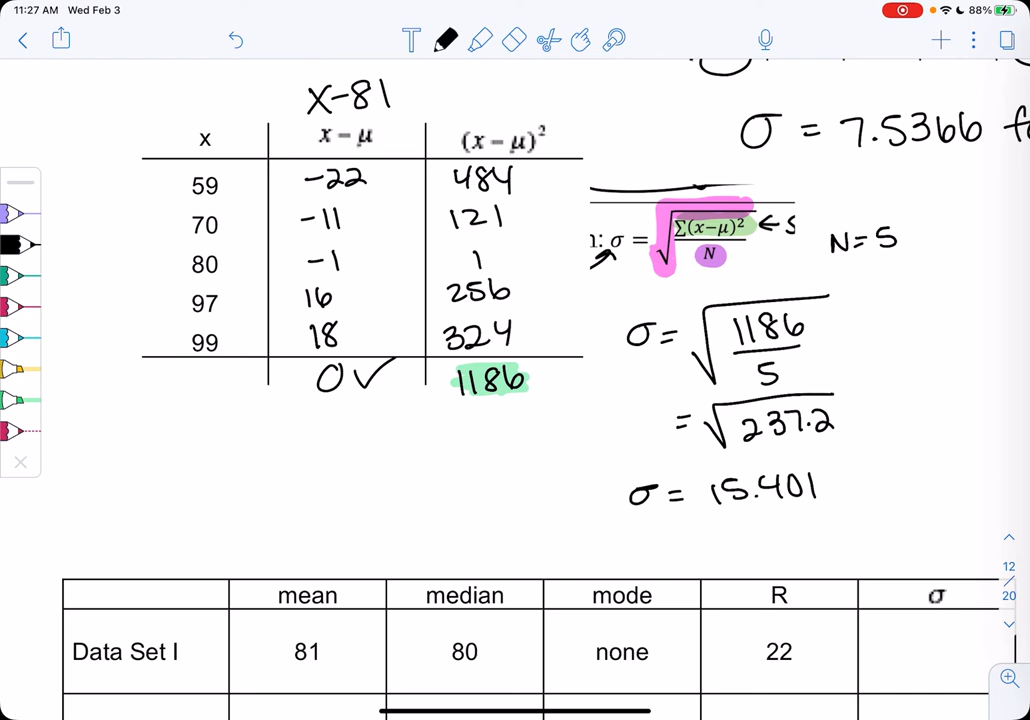 11:27 AM Wed Feb 3
88%
T
x-81
x x − μ (x − μ)²
59 -22 484
70 -11 121
80 -1 1
97 16 256
99 18 324
0✓ 1186
σ = 7.5366
: σ = √Σ(x−μ)²/N ←
N=5
σ = √1186/5
= √237.2
σ = 15.401
12/20
mean median mode R σ
Data Set I 81 80 none 22